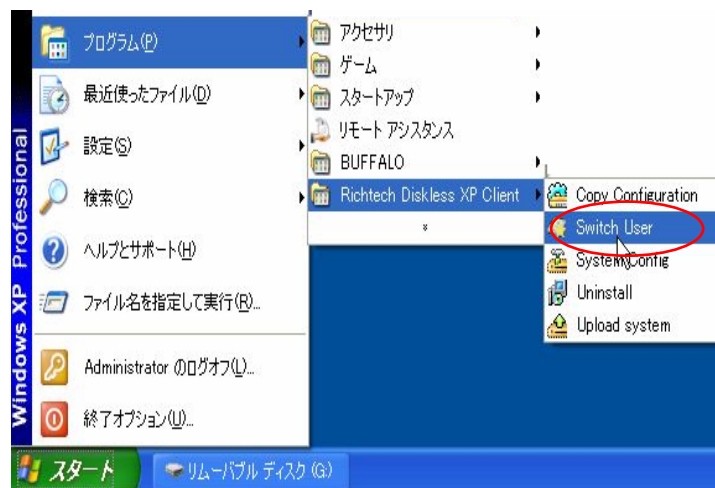 Windows XP Professional
プログラム(P)
最近使ったファイル(D)
設定(S)
検索(C)
ヘルプとサポート(H)
ファイル名を指定して実行(R)...
Administrator のログオフ(L)...
終了オプション(U)...
アクセサリ
ゲーム
スタートアップ
リモート アシスタンス
BUFFALO
Richtech Diskless XP Client
Copy Configuration
Switch User
System Config
Uninstall
Upload system
スタート
リムーバブル ディスク (G:)